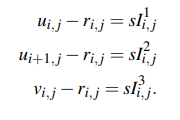 u_{i,j} − r_{i,j} = sI^1_{i,j}
u_{i+1,j} − r_{i,j} = sI^2_{i,j}
v_{i,j} − r_{i,j} = sI^3_{i,j}.